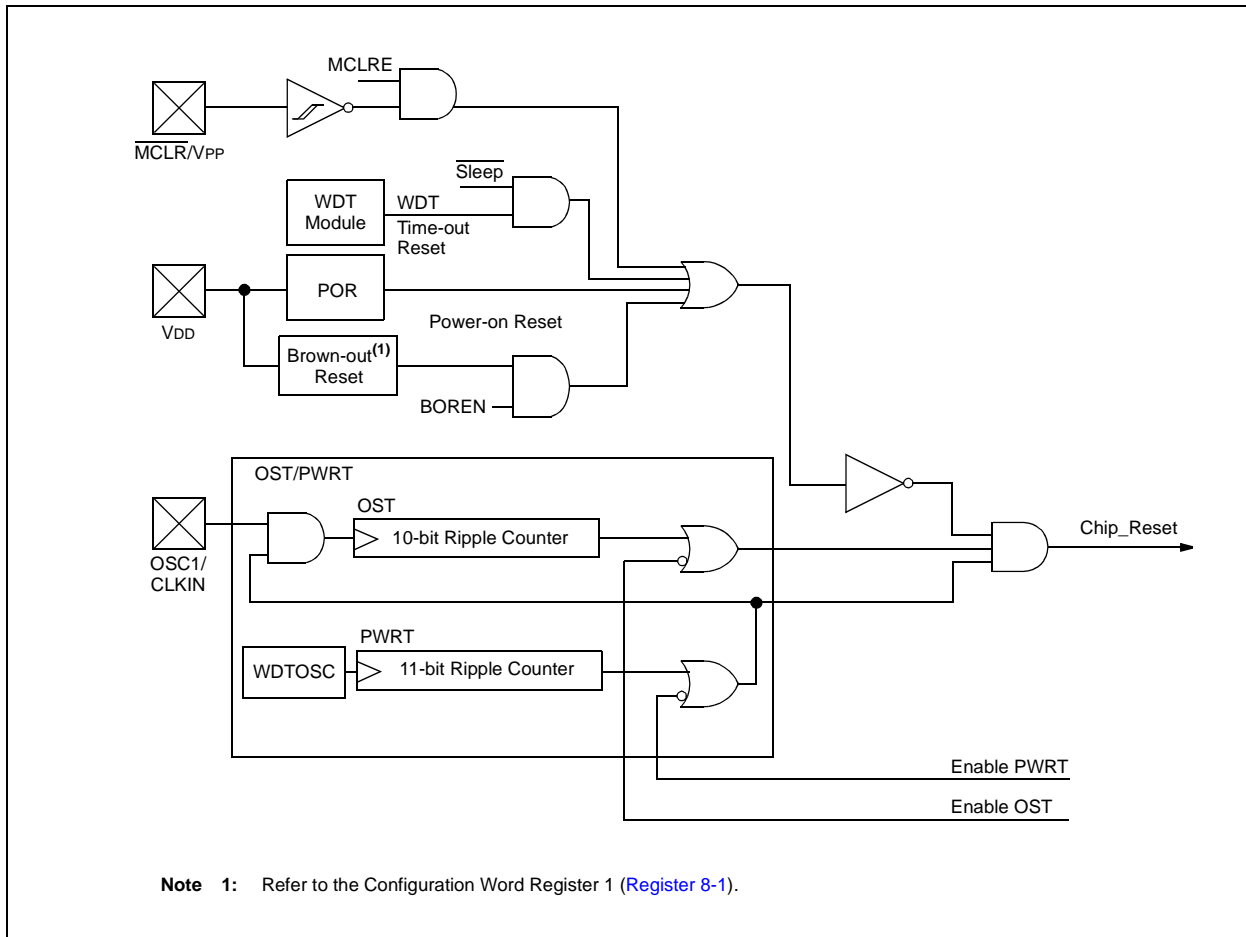 MCLRE
MCLR/VPP
Sleep
WDT
Module
WDT
Time-out
Reset
POR
VDD
Power-on Reset
Brown-out(1)
Reset
BOREN
OST/PWRT
OST
10-bit Ripple Counter
Chip_Reset
OSC1/
CLKIN
PWRT
WDTOSC
11-bit Ripple Counter
Enable PWRT
Enable OST
Note 1: Refer to the Configuration Word Register 1 (Register 8-1).